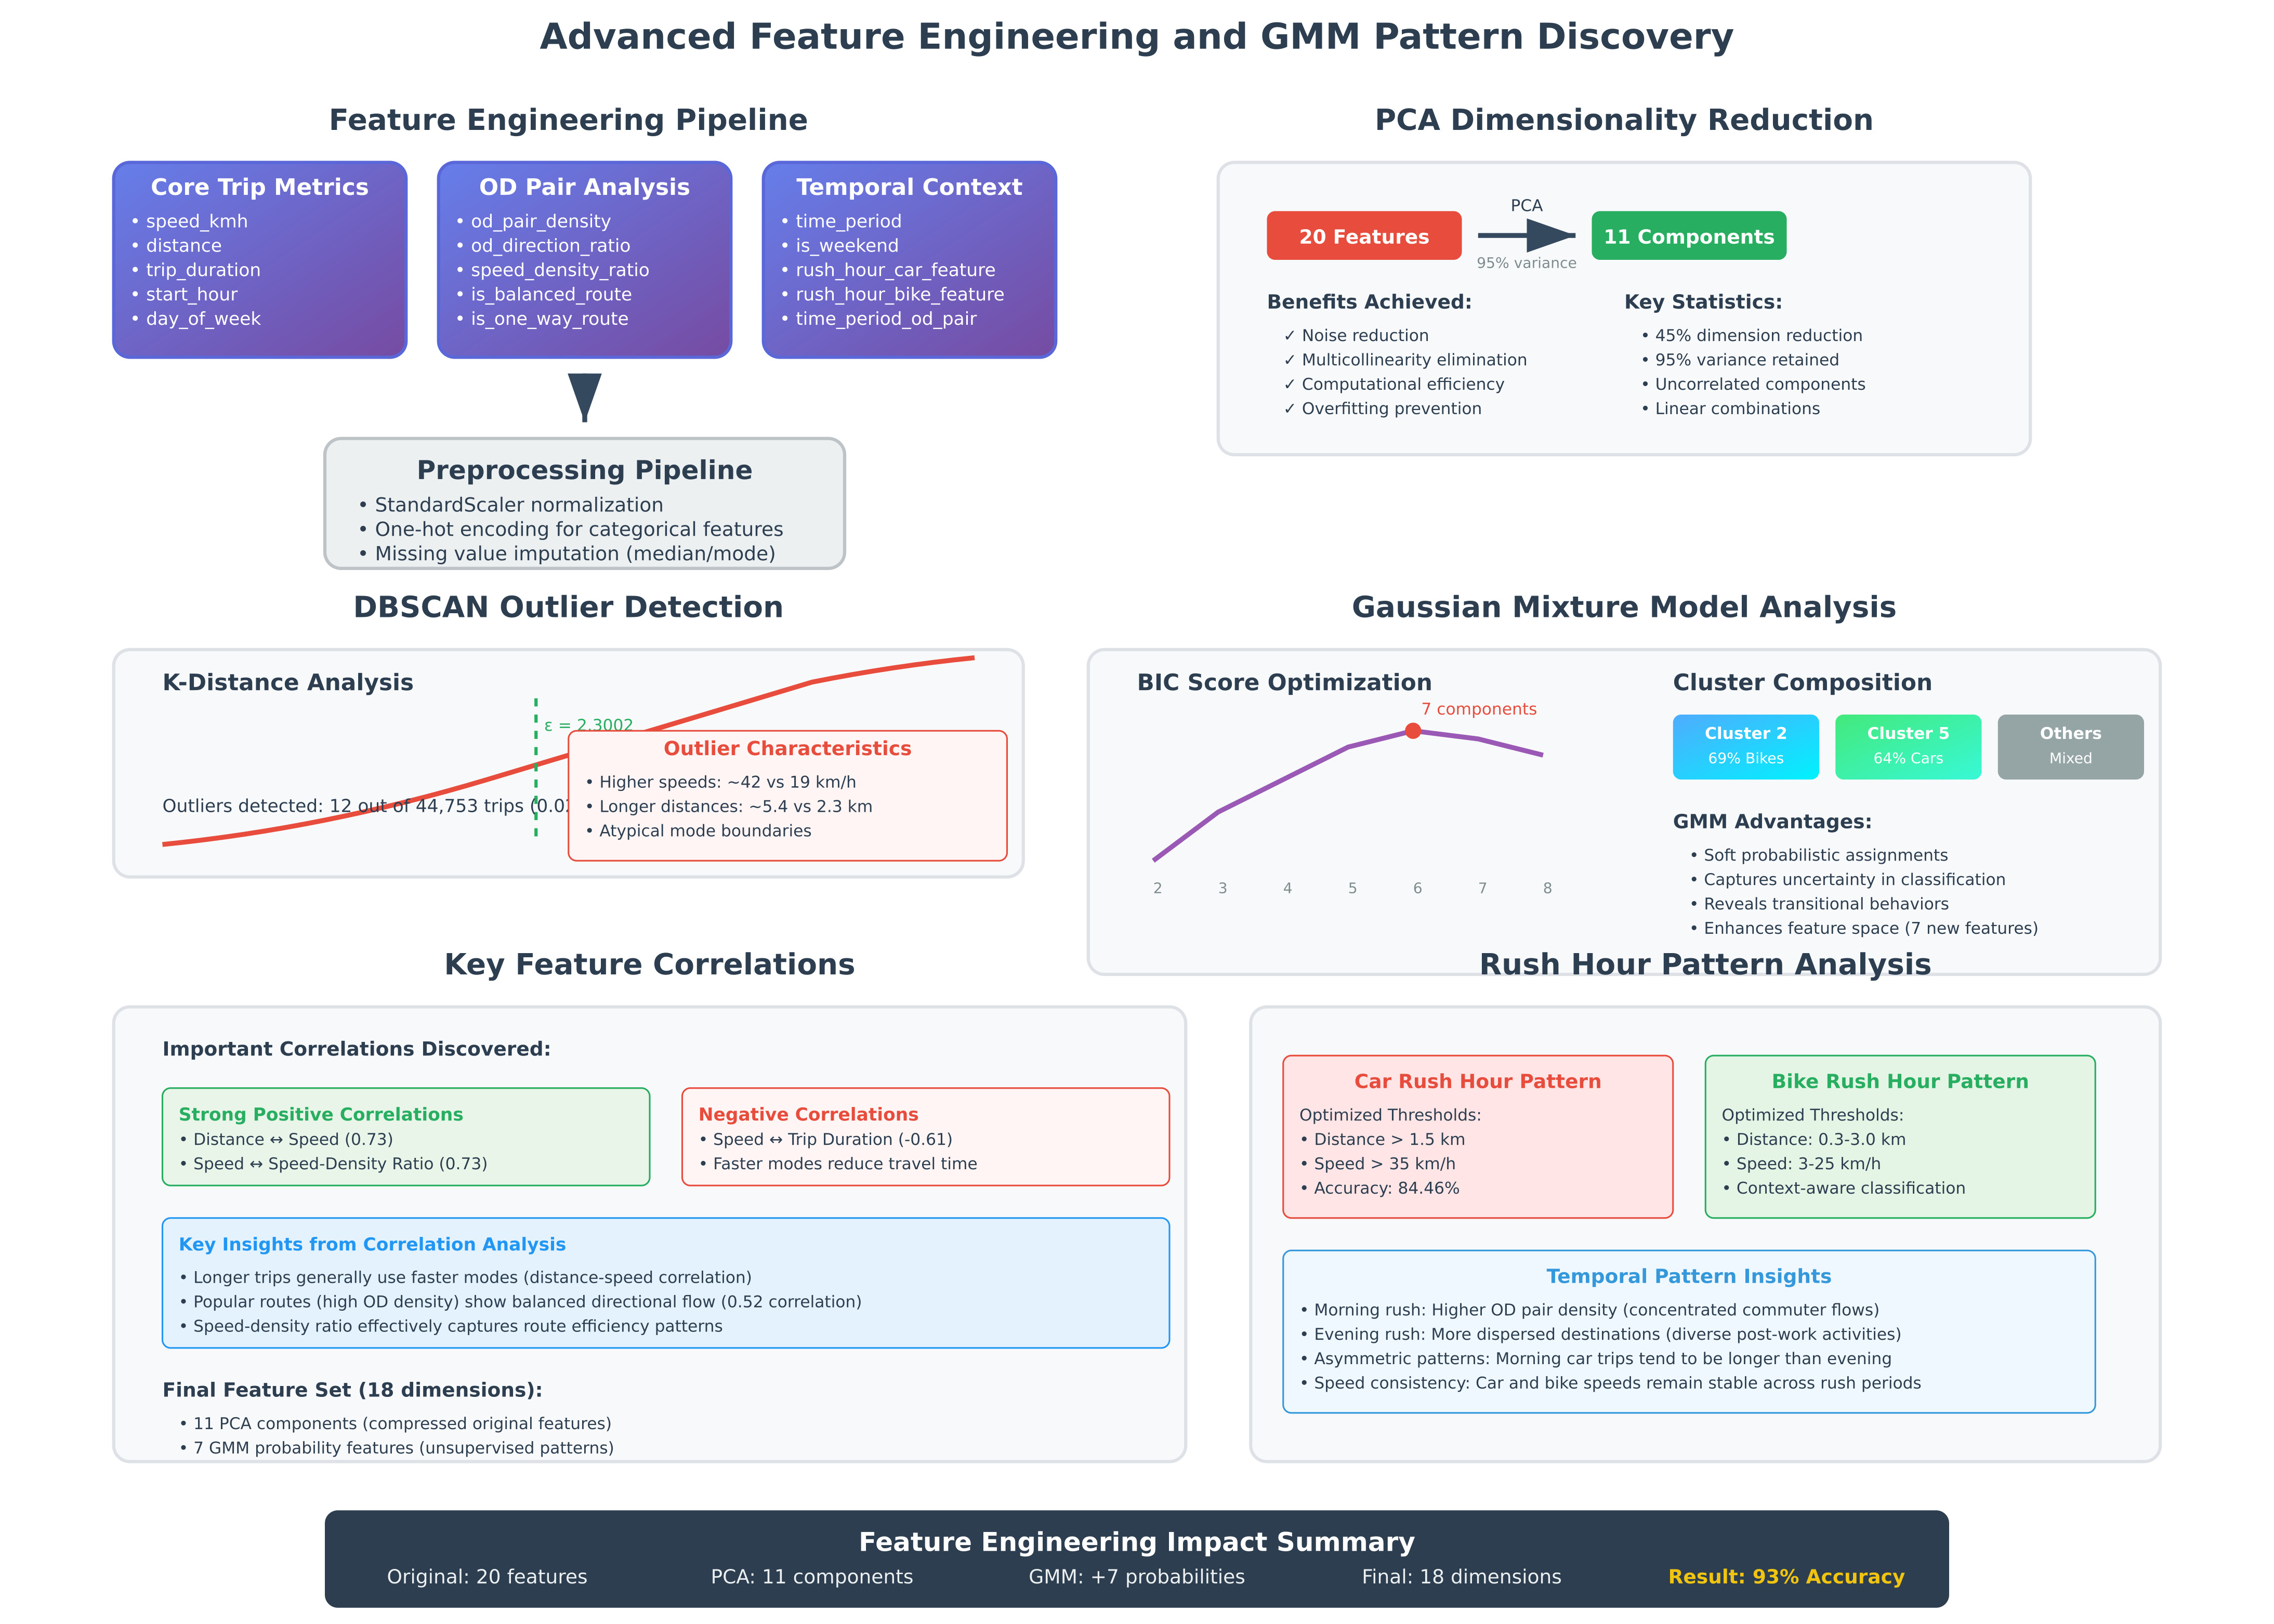 Advanced Feature Engineering and GMM Pattern Discovery
Feature Engineering Pipeline
Core Trip Metrics
• speed_kmh
• distance
• trip_duration
• start_hour
• day_of_week
OD Pair Analysis
• od_pair_density
• od_direction_ratio
• speed_density_ratio
• is_balanced_route
• is_one_way_route
Temporal Context
• time_period
• is_weekend
• rush_hour_car_feature
• rush_hour_bike_feature
• time_period_od_pair
Preprocessing Pipeline
• StandardScaler normalization
• One-hot encoding for categorical features
• Missing value imputation (median/mode)
PCA Dimensionality Reduction
20 Features
PCA
95% variance
11 Components
Benefits Achieved:
✓ Noise reduction
✓ Multicollinearity elimination
✓ Computational efficiency
✓ Overfitting prevention
Key Statistics:
• 45% dimension reduction
• 95% variance retained
• Uncorrelated components
• Linear combinations
DBSCAN Outlier Detection
K-Distance Analysis
ε = 2.3002
Outliers detected: 12 out of 44,753 trips
Outlier Characteristics
• Higher speeds: ~42 vs 19 km/h
• Longer distances: ~5.4 vs 2.3 km
• Atypical mode boundaries
Gaussian Mixture Model Analysis
BIC Score Optimization
7 components
2 3 4 5 6 7 8
Cluster Composition
Cluster 2
69% Bikes
Cluster 5
64% Cars
Others
Mixed
GMM Advantages:
• Soft probabilistic assignments
• Captures uncertainty in classification
• Reveals transitional behaviors
• Enhances feature space (7 new features)
Key Feature Correlations
Important Correlations Discovered:
Strong Positive Correlations
• Distance ↔ Speed (0.73)
• Speed ↔ Speed-Density Ratio (0.73)
Negative Correlations
• Speed ↔ Trip Duration (-0.61)
• Faster modes reduce travel time
Key Insights from Correlation Analysis
• Longer trips generally use faster modes (distance-speed correlation)
• Popular routes (high OD density) show balanced directional flow (0.52 correlation)
• Speed-density ratio effectively captures route efficiency patterns
Final Feature Set (18 dimensions):
• 11 PCA components (compressed original features)
• 7 GMM probability features (unsupervised patterns)
Rush Hour Pattern Analysis
Car Rush Hour Pattern
Optimized Thresholds:
• Distance > 1.5 km
• Speed > 35 km/h
• Accuracy: 84.46%
Bike Rush Hour Pattern
Optimized Thresholds:
• Distance: 0.3-3.0 km
• Speed: 3-25 km/h
• Context-aware classification
Temporal Pattern Insights
• Morning rush: Higher OD pair density (concentrated commuter flows)
• Evening rush: More dispersed destinations (diverse post-work activities)
• Asymmetric patterns: Morning car trips tend to be longer than evening
• Speed consistency: Car and bike speeds remain stable across rush periods
Feature Engineering Impact Summary
Original: 20 features
PCA: 11 components
GMM: +7 probabilities
Final: 18 dimensions
Result: 93% Accuracy